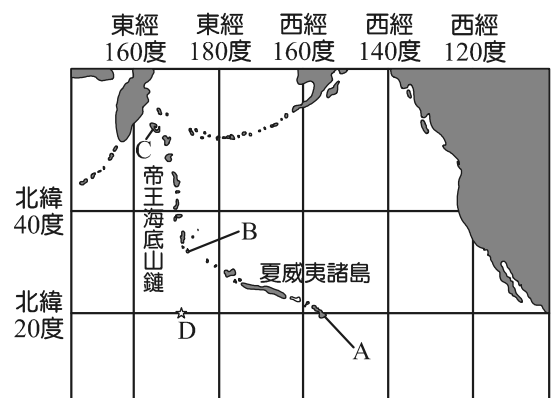 東經 東經 西經 西經 西經
160度 180度 160度 140度 120度
C
帝王海底山鏈
北緯
40度
B
夏威夷諸島
北緯
20度
D
A